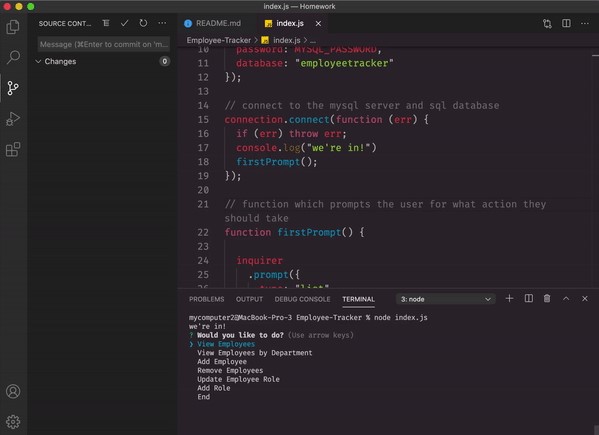 index.js — Homework
SOURCE CONT...
README.md
index.js
Message (⌘Enter to commit on 'm...
Changes
0
Employee-Tracker > index.js > ...
10 password: MYSQL_PASSWORD,
11 database: "employeetracker"
12 });
13
14 // connect to the mysql server and sql database
15 connection.connect(function (err) {
16 if (err) throw err;
17 console.log("we're in!")
18 firstPrompt();
19 });
20
21 // function which prompts the user for what action they
should take
22 function firstPrompt() {
23
24 inquirer
25 .prompt({
26 type: "list",
PROBLEMS OUTPUT DEBUG CONSOLE TERMINAL 3: node
mycomputer2@MacBook-Pro-3 Employee-Tracker % node index.js
we're in!
? Would you like to do? (Use arrow keys)
❯ View Employees
View Employees by Department
Add Employee
Remove Employees
Update Employee Role
Add Role
End